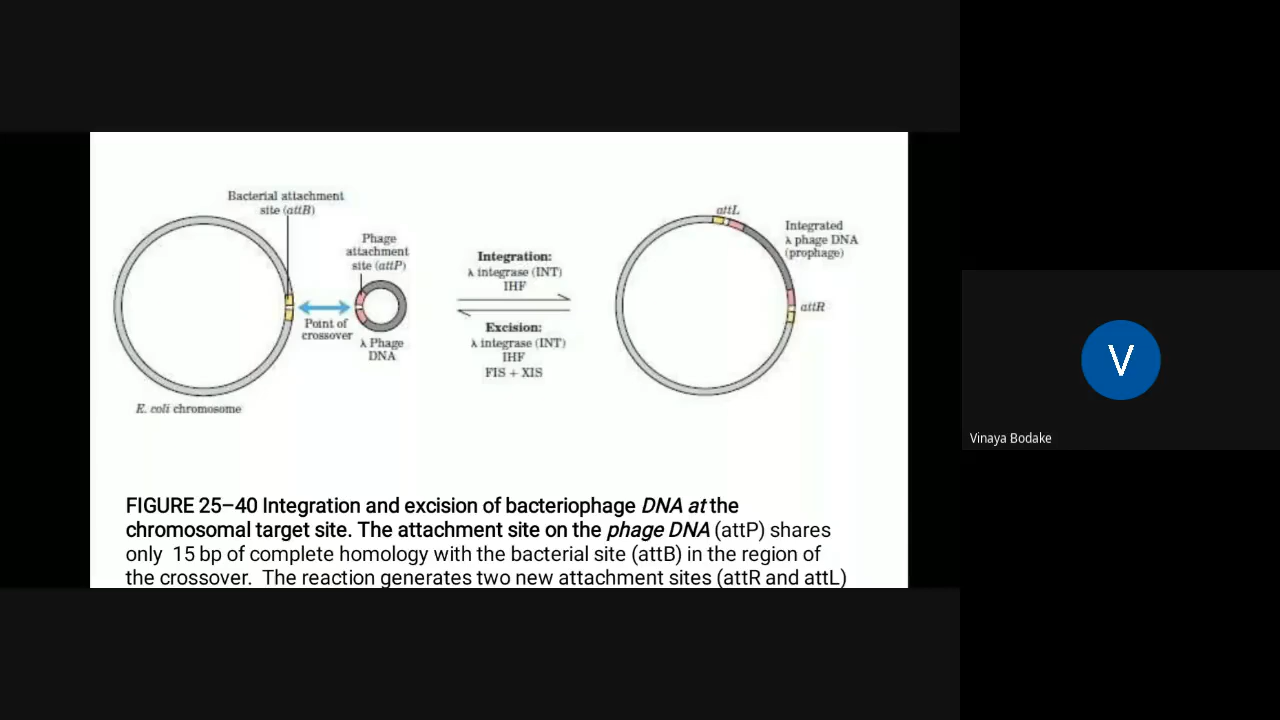 Bacterial attachment
site (attB)
Phage
attachment
site (attP)
Point of
crossover
λ Phage
DNA
E. coli chromosome
Integration:
λ integrase (INT)
IHF
Excision:
λ integrase (INT)
IHF
FIS + XIS
attL
Integrated
λ phage DNA
(prophage)
attR
FIGURE 25–40 Integration and excision of bacteriophage DNA at the
chromosomal target site. The attachment site on the phage DNA (attP) shares
only 15 bp of complete homology with the bacterial site (attB) in the region of
the crossover. The reaction generates two new attachment sites (attR and attL)
V
Vinaya Bodake